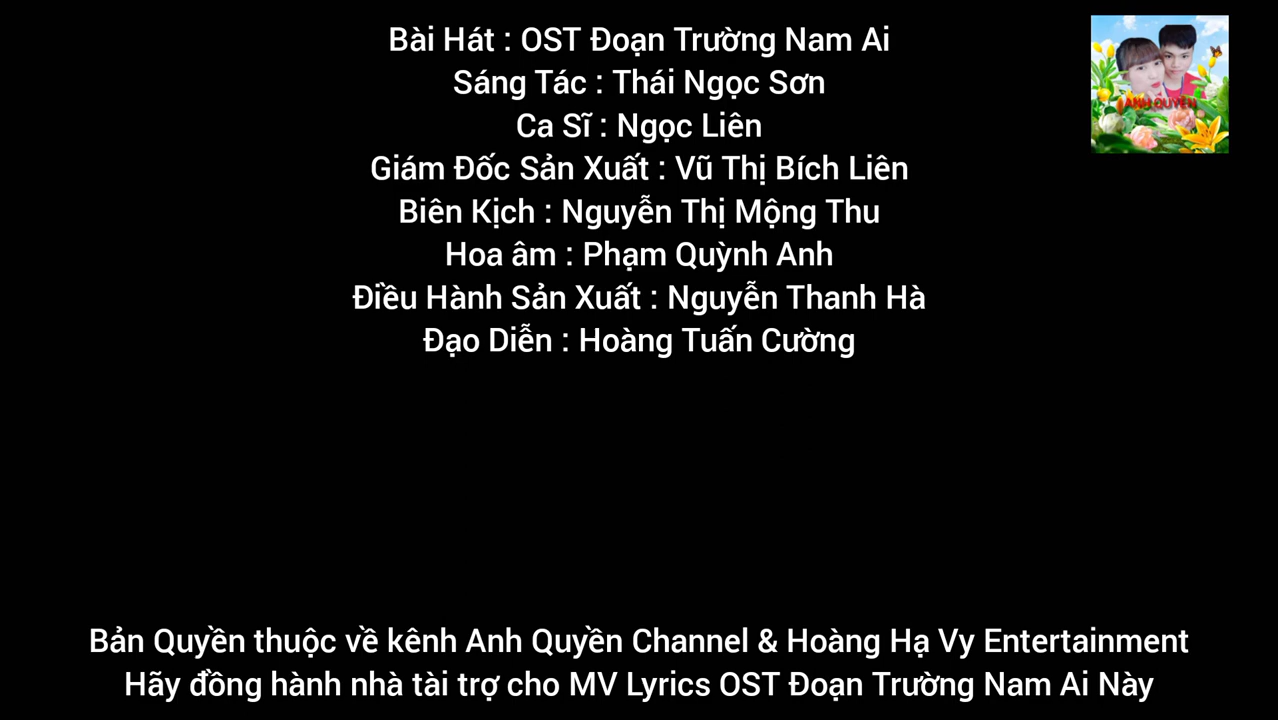 Bài Hát : OST Đoạn Trường Nam Ai
Sáng Tác : Thái Ngọc Sơn
Ca Sĩ : Ngọc Liên
Giám Đốc Sản Xuất : Vũ Thị Bích Liên
Biên Kịch : Nguyễn Thị Mộng Thu
Hoa âm : Phạm Quỳnh Anh
Điều Hành Sản Xuất : Nguyễn Thanh Hà
Đạo Diễn : Hoàng Tuấn Cường
ANH QUYỀN
Bản Quyền thuộc về kênh Anh Quyền Channel & Hoàng Hạ Vy Entertainment
Hãy đồng hành nhà tài trợ cho MV Lyrics OST Đoạn Trường Nam Ai Này